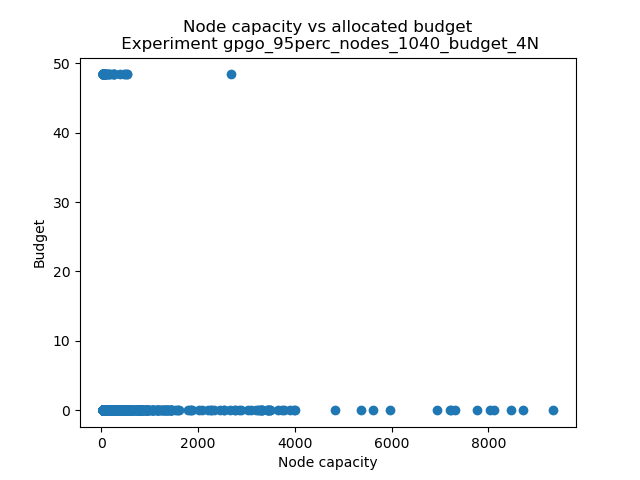 Node capacity vs allocated budget
Experiment gpgo_95perc_nodes_1040_budget_4N
50
40
30
20
10
0
Budget
0 2000 4000 6000 8000
Node capacity